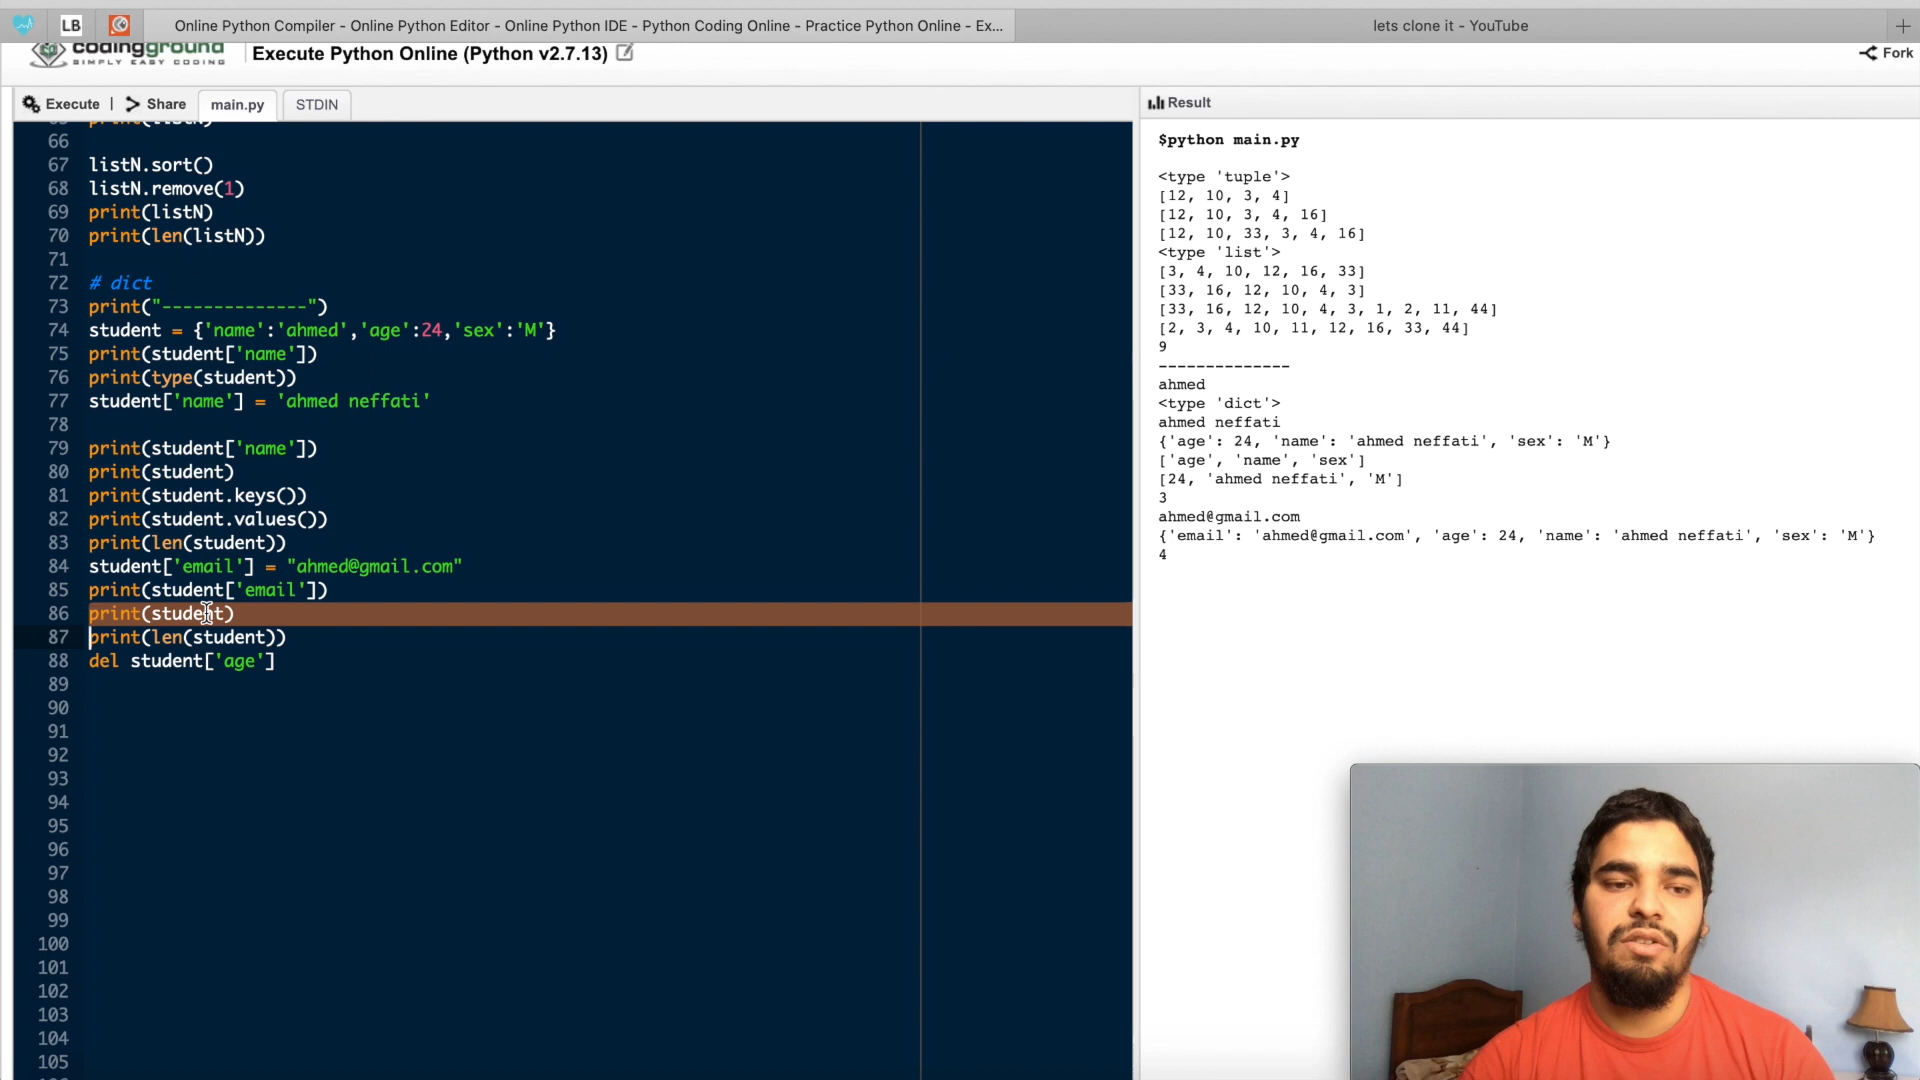 LB
Online Python Compiler - Online Python Editor - Online Python IDE - Python Coding Online - Practice Python Online - Ex...
lets clone it - YouTube
codingground
SIMPLY EASY CODING
Execute Python Online (Python v2.7.13)
Fork
Execute | Share main.py STDIN
Result
65 print(listN)
66
67 listN.sort()
68 listN.remove(1)
69 print(listN)
70 print(len(listN))
71
72 # dict
73 print("--------------")
74 student = {'name':'ahmed','age':24,'sex':'M'}
75 print(student['name'])
76 print(type(student))
77 student['name'] = 'ahmed neffati'
78
79 print(student['name'])
80 print(student)
81 print(student.keys())
82 print(student.values())
83 print(len(student))
84 student['email'] = "ahmed@gmail.com"
85 print(student['email'])
86 print(student)
87 print(len(student))
88 del student['age']
89
90
91
92
93
94
95
96
97
98
99
100
101
102
103
104
105
$python main.py
<type 'tuple'>
[12, 10, 3, 4]
[12, 10, 3, 4, 16]
[12, 10, 33, 3, 4, 16]
<type 'list'>
[3, 4, 10, 12, 16, 33]
[33, 16, 12, 10, 4, 3]
[33, 16, 12, 10, 4, 3, 1, 2, 11, 44]
[2, 3, 4, 10, 11, 12, 16, 33, 44]
9
--------------
ahmed
<type 'dict'>
ahmed neffati
{'age': 24, 'name': 'ahmed neffati', 'sex': 'M'}
['age', 'name', 'sex']
[24, 'ahmed neffati', 'M']
3
ahmed@gmail.com
{'email': 'ahmed@gmail.com', 'age': 24, 'name': 'ahmed neffati', 'sex': 'M'}
4